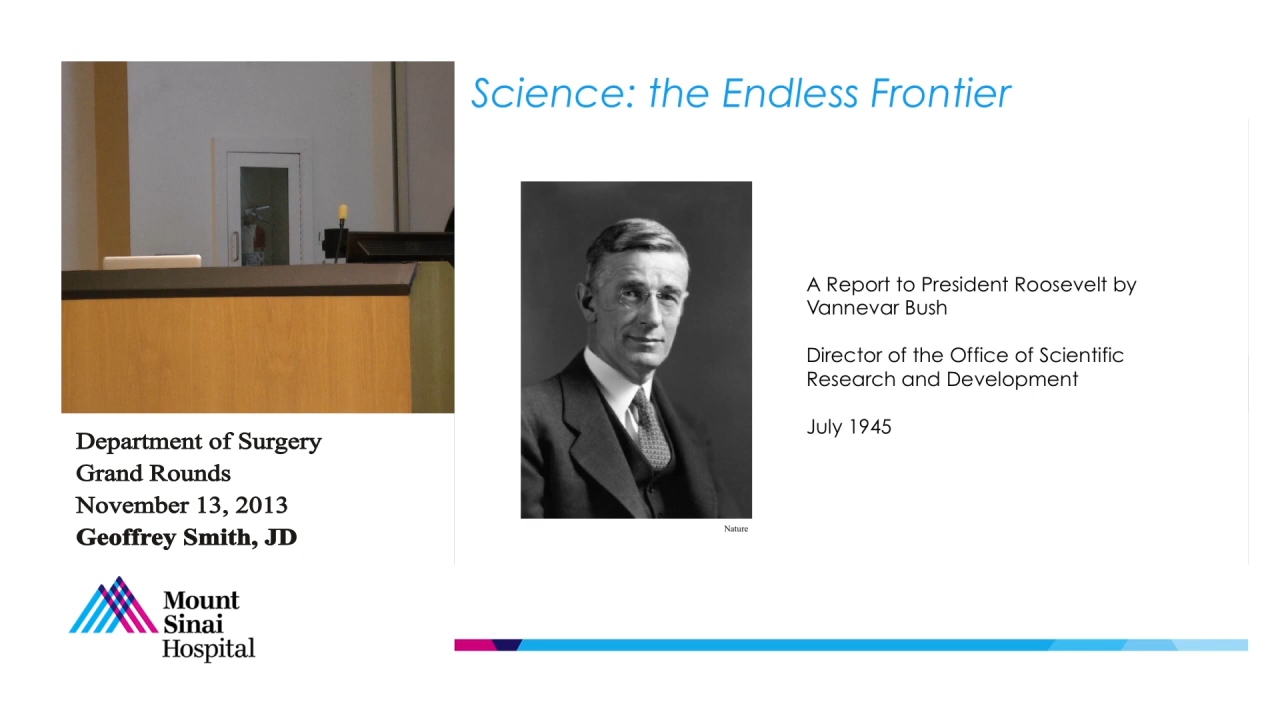 Science: the Endless Frontier
A Report to President Roosevelt by
Vannevar Bush
Director of the Office of Scientific
Research and Development
July 1945
Nature
Department of Surgery
Grand Rounds
November 13, 2013
Geoffrey Smith, JD
Mount
Sinai
Hospital